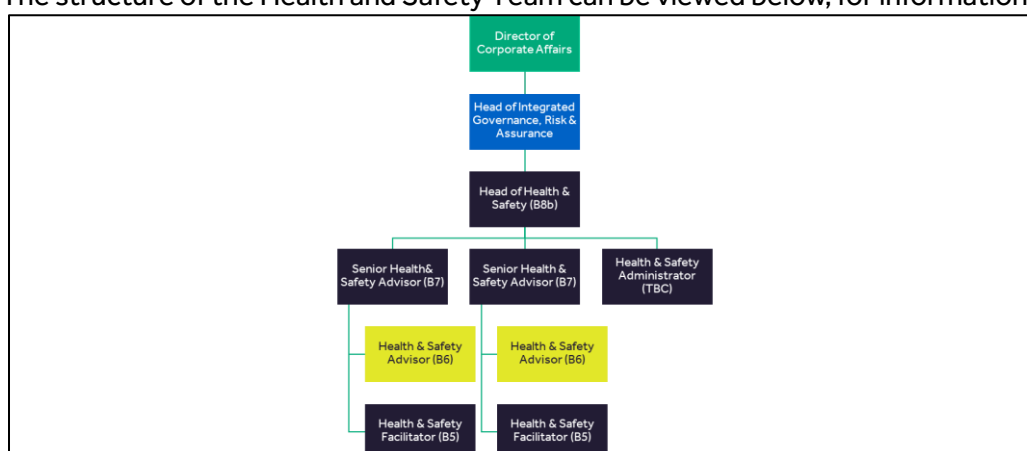 The structure of the Health and Safety Team can be viewed below, for information
Director of
Corporate Affairs
Head of Integrated
Governance, Risk &
Assurance
Head of Health &
Safety (B8b)
Senior Health&
Safety Advisor (B7)
Senior Health &
Safety Advisor (B7)
Health & Safety
Administrator
(TBC)
Health & Safety
Advisor (B6)
Health & Safety
Advisor (B6)
Health & Safety
Facilitator (B5)
Health & Safety
Facilitator (B5)